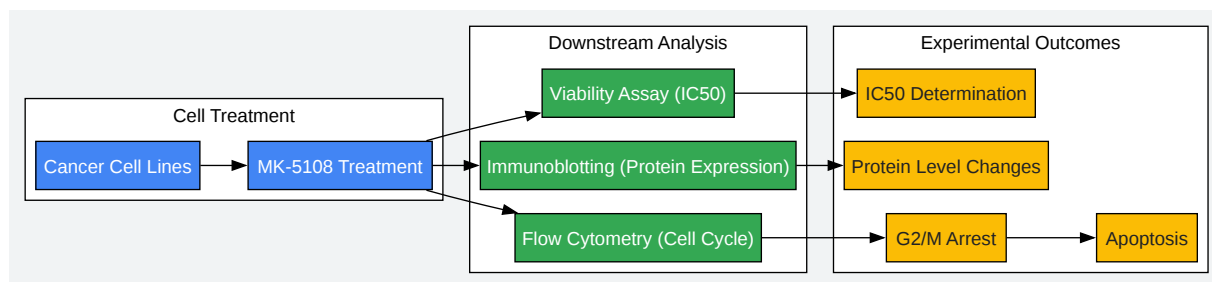 Cell Treatment
Cancer Cell Lines
MK-5108 Treatment
Downstream Analysis
Viability Assay (IC50)
Immunoblotting (Protein Expression)
Flow Cytometry (Cell Cycle)
Experimental Outcomes
IC50 Determination
Protein Level Changes
G2/M Arrest
Apoptosis